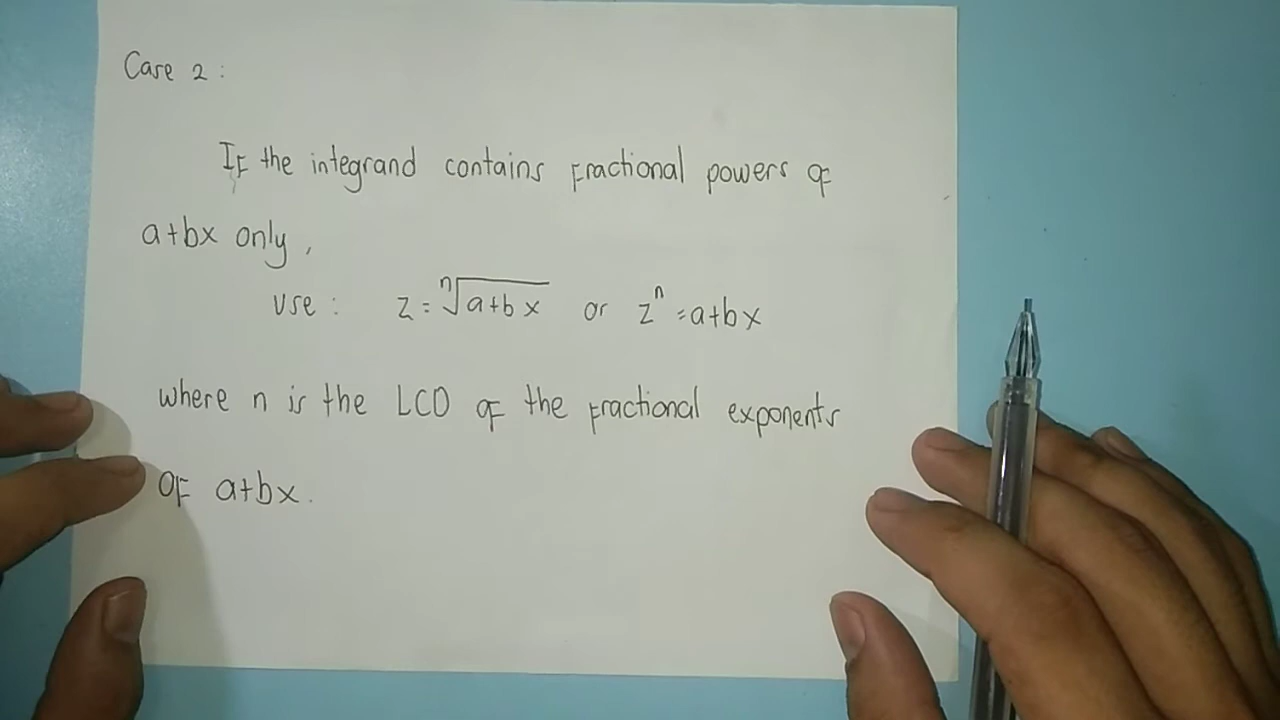 Case 2:
If the integrand contains fractional powers of
a+bx only,
use: z = ⁿ√(a+bx) or zⁿ = a+bx
where n is the LCD of the fractional exponents
of a+bx.